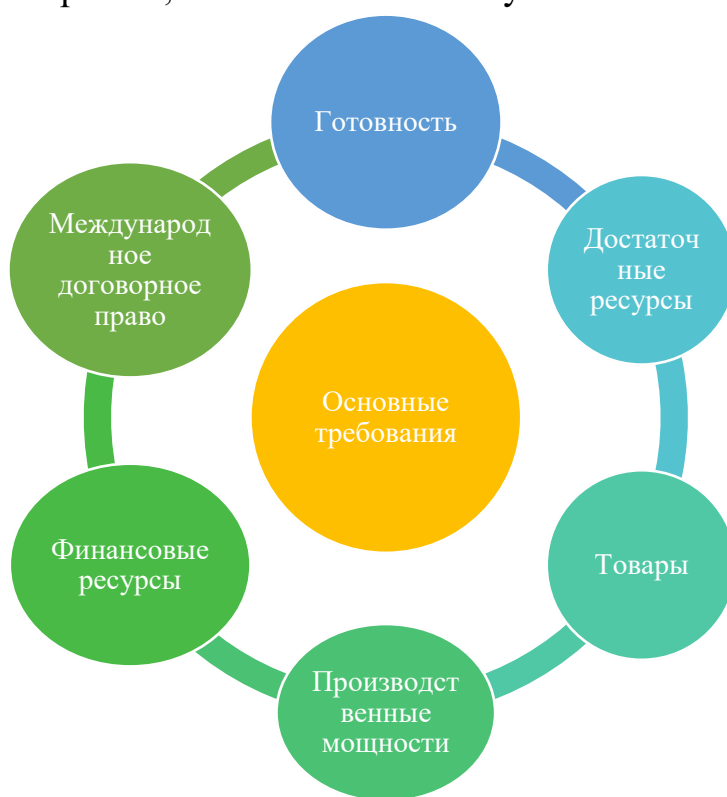 Готовность
Достаточ
ные
ресурсы
Товары
Производст
венные
мощности
Финансовые
ресурсы
Международ
ное
договорное
право
Основные
требования